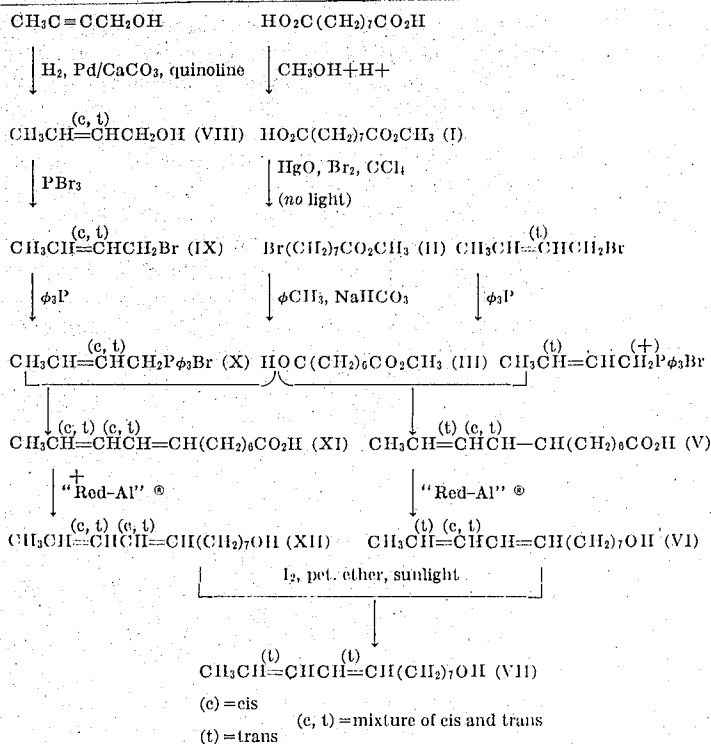 CH₃C≡CCH₂OH HO₂C(CH₂)₇CO₂H
H₂, Pd/CaCO₃, quinoline CH₃OH+H+
(c, t)
CH₃CH=CHCH₂OH (VIII) HO₂C(CH₂)₇CO₂CH₃ (I)
PBr₃ HgO, Br₂, CCl₄
(no light)
(c, t) (t)
CH₃CH=CHCH₂Br (IX) Br(CH₂)₇CO₂CH₃ (II) CH₃CH=CHCH₂Br
ϕ₃P ϕCH₃, NaHCO₃ ϕ₃P
(c, t) (t) (+)
CH₃CH=CHCH₂Pϕ₃Br (X) HOC(CH₂)₆CO₂CH₃ (III) CH₃CH=CHCH₂Pϕ₃Br
(c, t) (c, t) (t) (c, t)
CH₃CH=CHCH=CH(CH₂)₆CO₂H (XI) CH₃CH=CHCH—CH(CH₂)₆CO₂H (V)
+
"Red-Al" ® "Red-Al" ®
(c, t) (c, t) (t) (c, t)
CH₃CH=CHCH=CH(CH₂)₇OH (XII) CH₃CH=CHCH=CH(CH₂)₇OH (VI)
I₂, pet. ether, sunlight
(t) (t)
CH₃CH=CHCH=CH(CH₂)₇OH (VII)
(c)=cis
(c, t)=mixture of cis and trans
(t)=trans